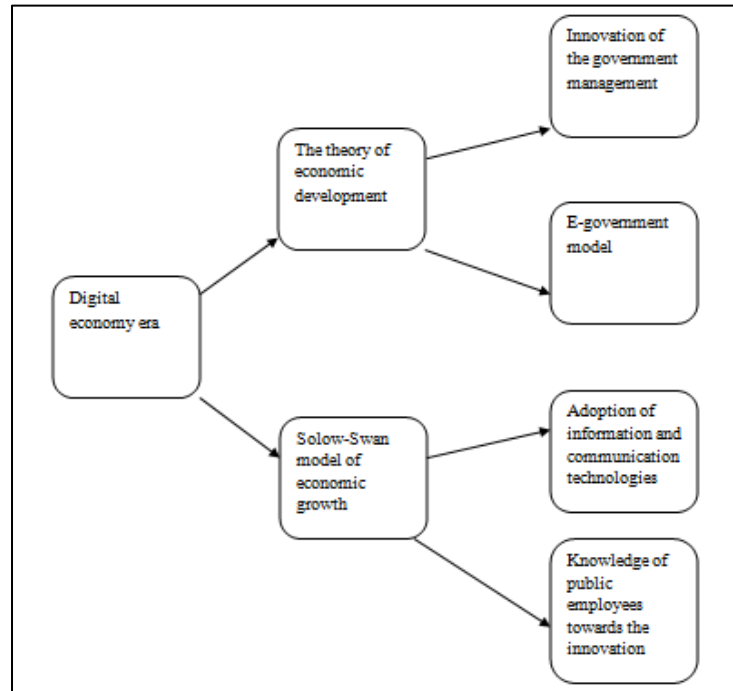 Innovation of
the government
management
The theory of
economic
development
E-government
model
Digital
economy era
Adoption of
information and
communication
technologies
Solow-Swan
model of
economic
growth
Knowledge of
public
employees
towards the
innovation